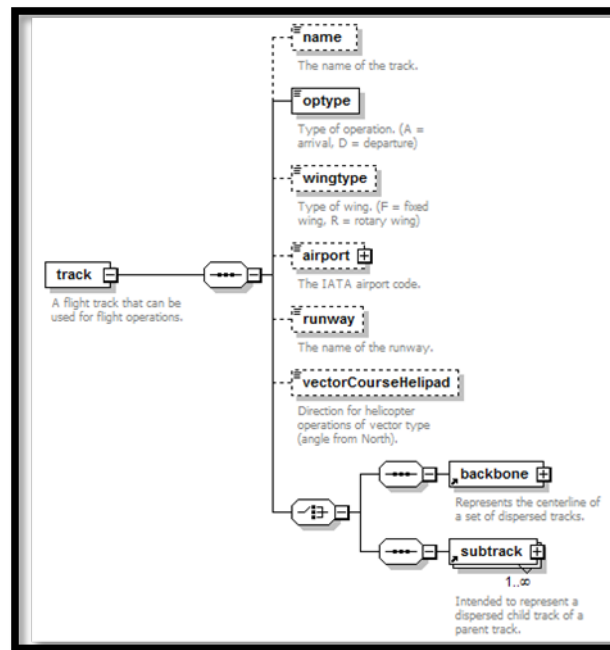 name
The name of the track.
optype
Type of operation. (A =
arrival, D = departure)
wingtype
Type of wing. (F = fixed
wing, R = rotary wing)
airport
The IATA airport code.
track
A flight track that can be
used for flight operations.
runway
The name of the runway.
vectorCourseHelipad
Direction for helicopter
operations of vector type
(angle from North).
backbone
Represents the centerline of
a set of dispersed tracks.
subtrack
1..∞
Intended to represent a
dispersed child track of a
parent track.